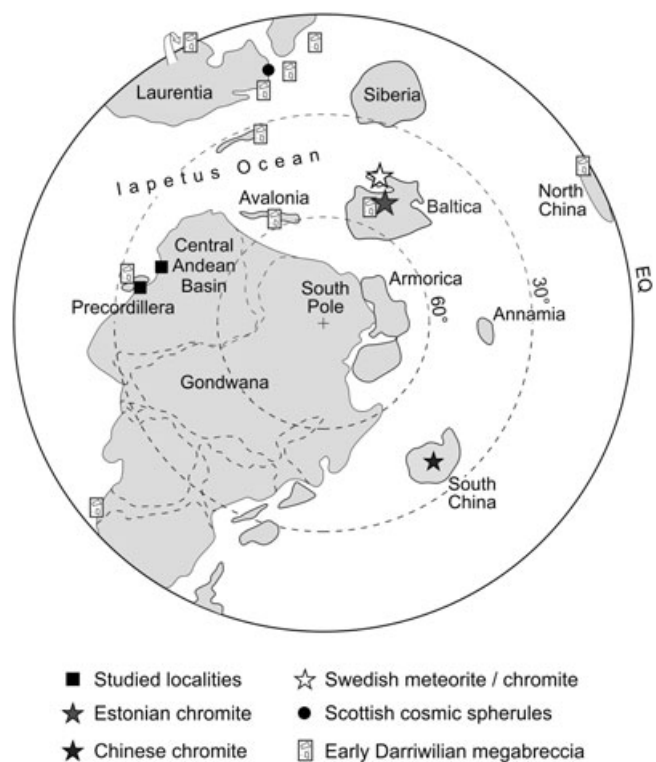 Laurentia
Siberia
Iapetus Ocean
North
China
Avalonia
Baltica
Central
Andean
Basin
South
Pole
Armorica
EQ
Precordillera
60°
30°
Annamia
Gondwana
South
China
Studied localities
Swedish meteorite / chromite
Estonian chromite
Scottish cosmic spherules
Chinese chromite
Early Darriwilian megabreccia